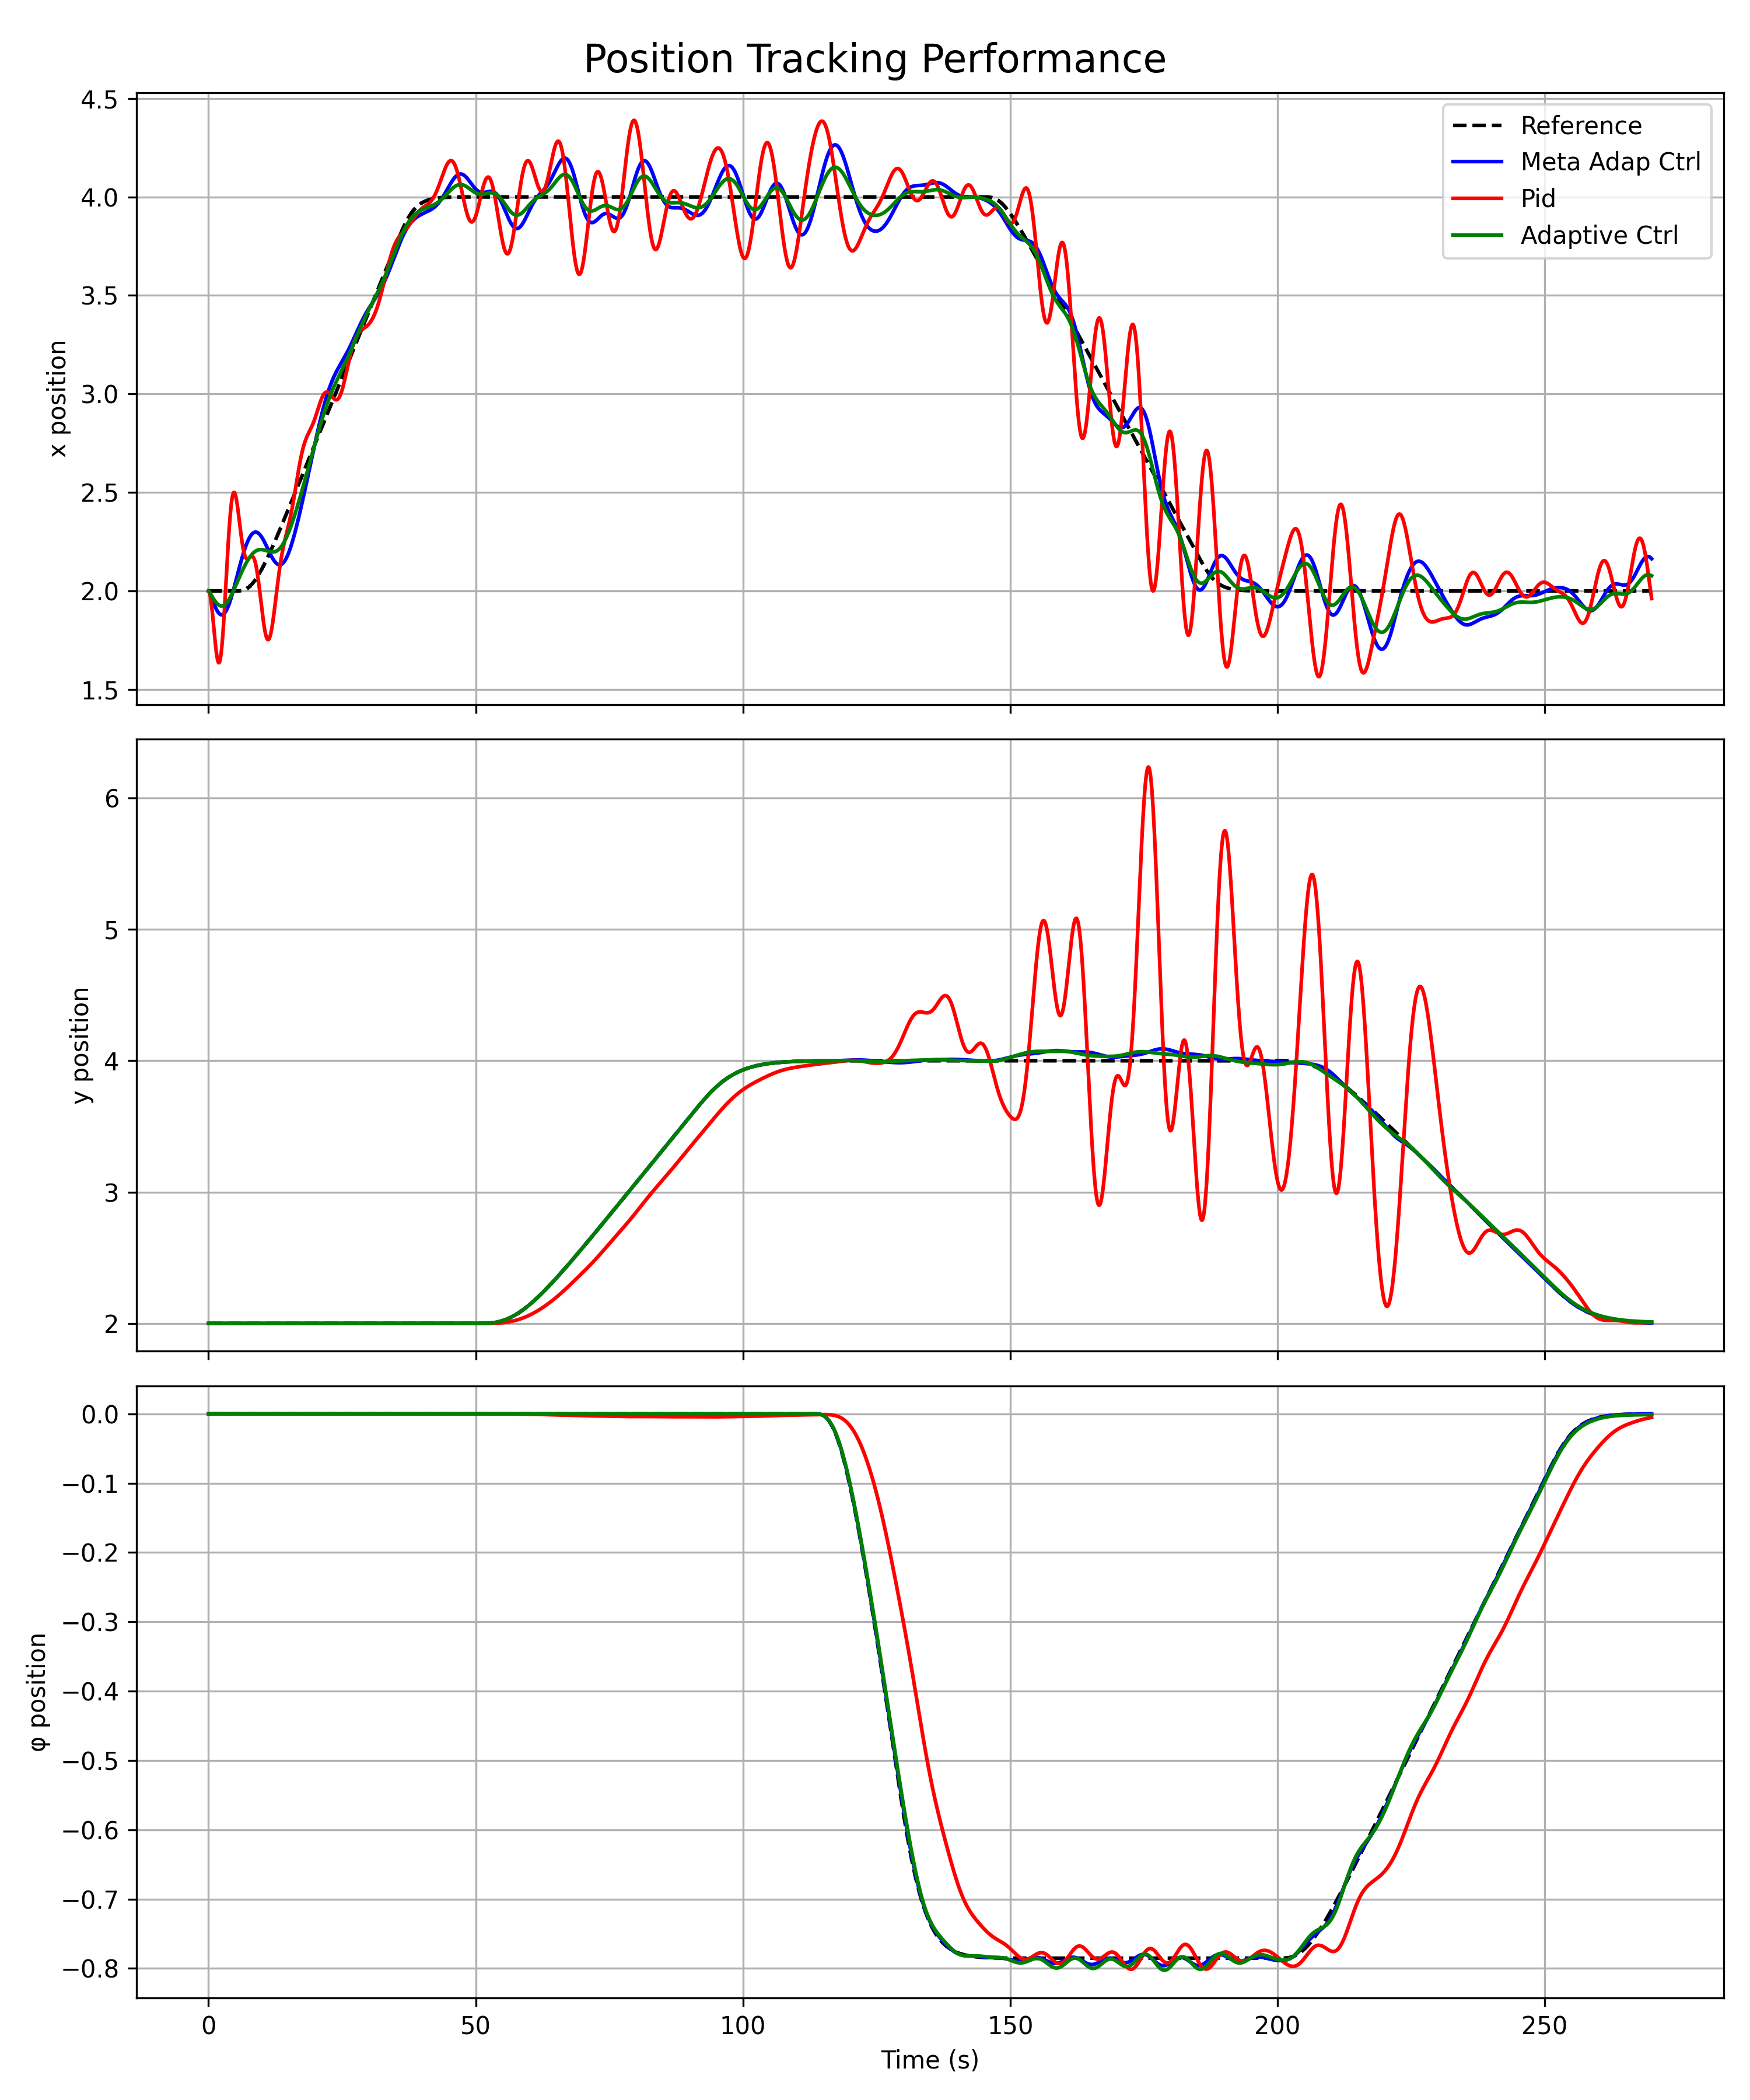 Position Tracking Performance
4.5
4.0
3.5
3.0
2.5
2.0
1.5
x position
Reference
Meta Adap Ctrl
Pid
Adaptive Ctrl
6
5
4
3
2
y position
0.0
−0.1
−0.2
−0.3
−0.4
−0.5
−0.6
−0.7
−0.8
φ position
0 50 100 150 200 250
Time (s)